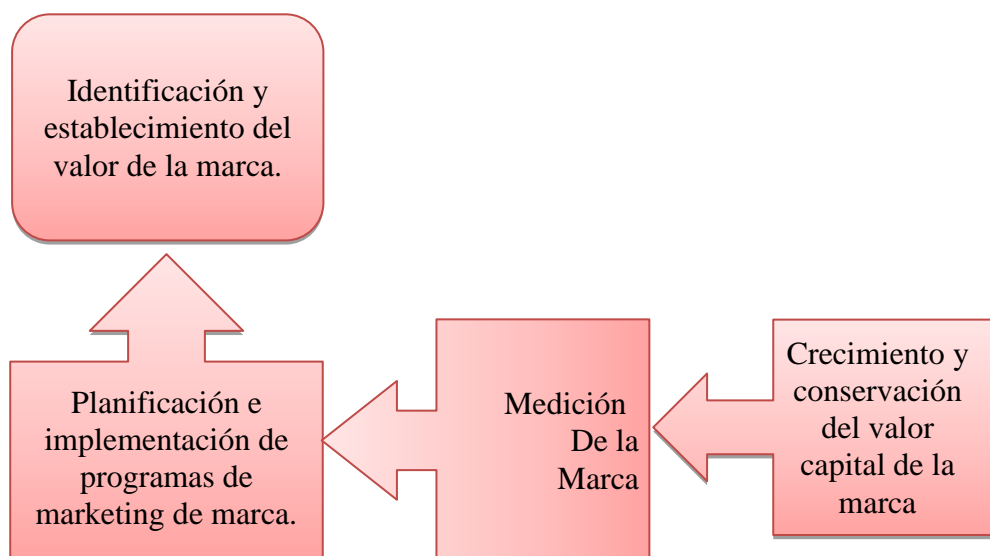 Identificación y
establecimiento del
valor de la marca.
Planificación e
implementación de
programas de
marketing de marca.
Medición
De la
Marca
Crecimiento y
conservación
del valor
capital de la
marca